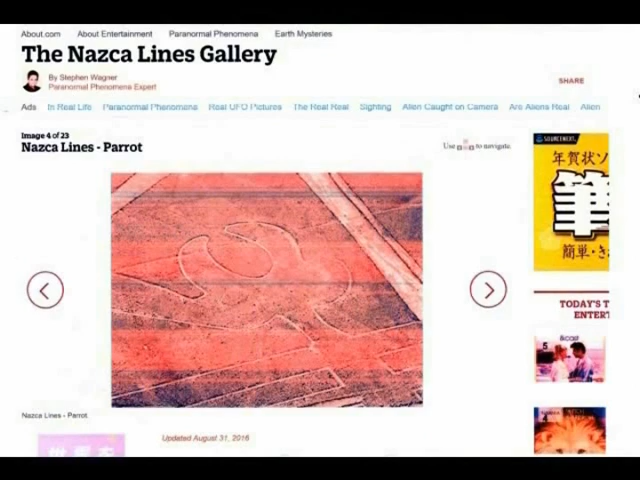 About.com About Entertainment Paranormal Phenomena Earth Mysteries
The Nazca Lines Gallery
By Stephen Wagner
Paranormal Phenomena Expert
SHARE
Ads In Real Life Paranormal Phenomena Real UFO Pictures The Real Real Sighting Alien Caught on Camera Are Aliens Real Alien
Image 4 of 23
Nazca Lines - Parrot
Use to navigate
SOURCENEXT
年賀状ソ
筆
簡単・き
TODAY'S T
ENTERT
Nazca Lines - Parrot
Updated August 31, 2016